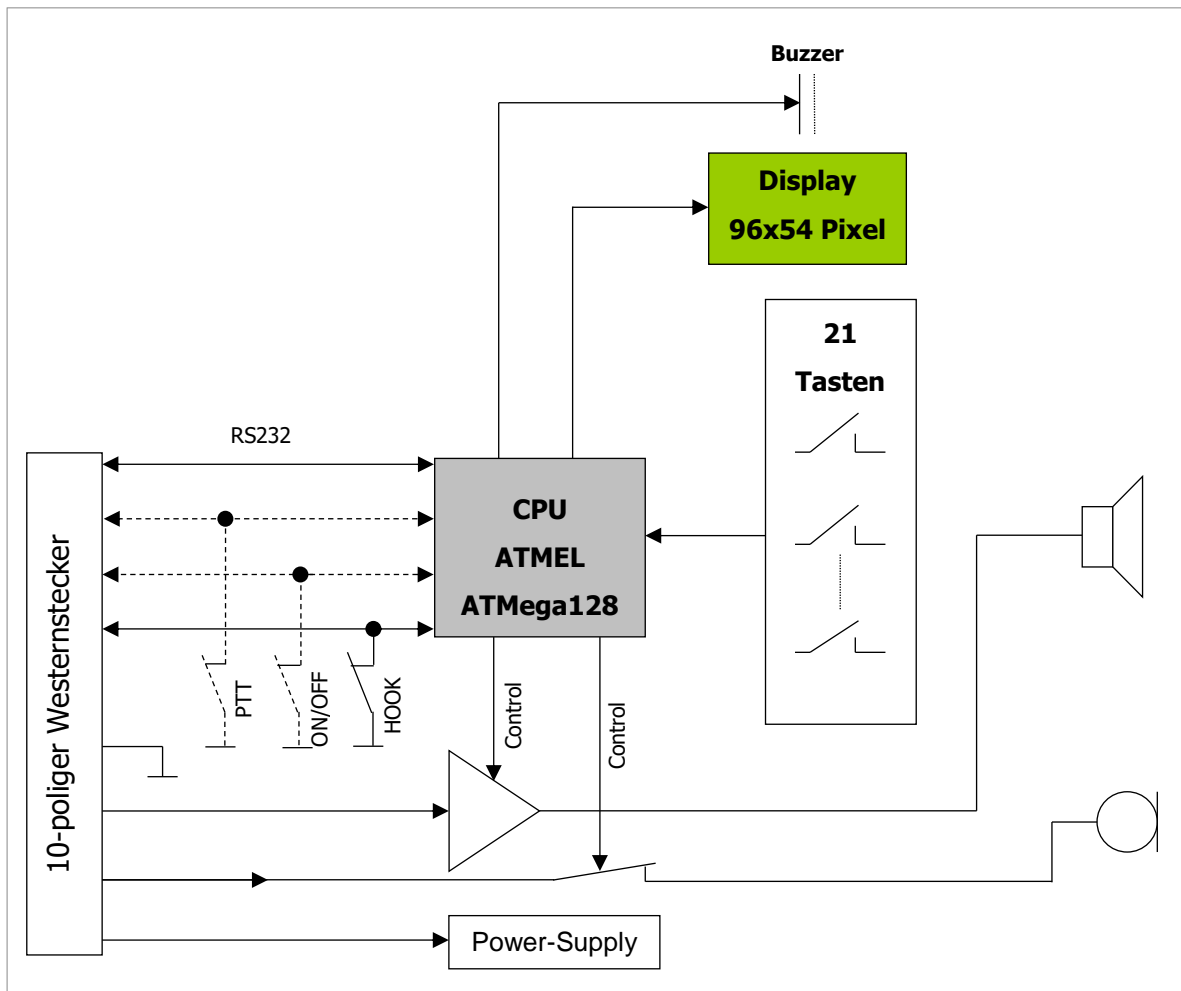 Buzzer
Display
96x54 Pixel
21
Tasten
RS232
CPU
ATMEL
ATMega128
10-poliger Westernstecker
PTT
ON/OFF
HOOK
Control
Control
Power-Supply